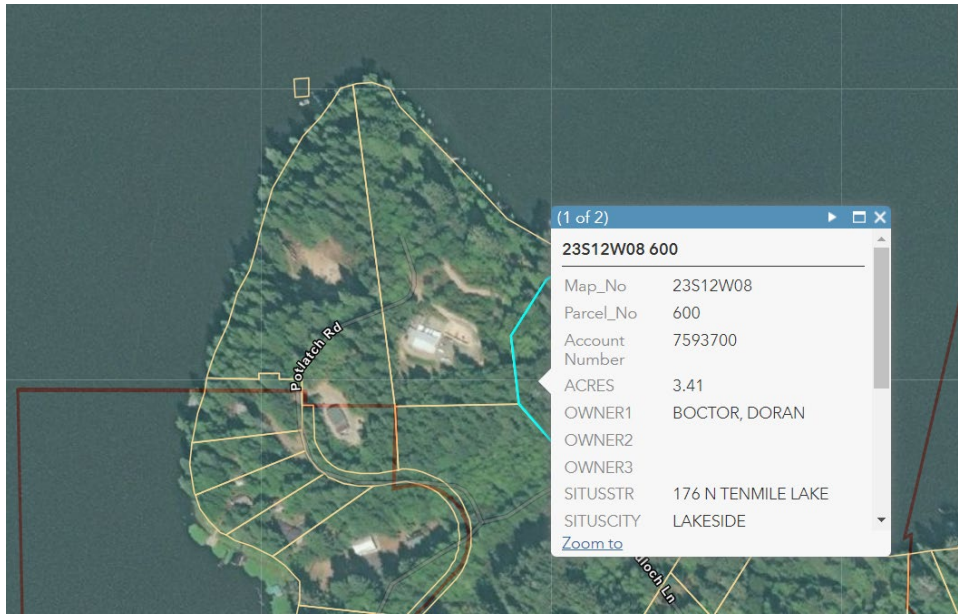 (1 of 2)
23S12W08 600
Map_No 23S12W08
Parcel_No 600
Account Number 7593700
ACRES 3.41
OWNER1 BOCTOR, DORAN
OWNER2
OWNER3
SITUSSTR 176 N TENMILE LAKE
SITUSCITY LAKESIDE
Zoom to
Potlatch Rd
Ln